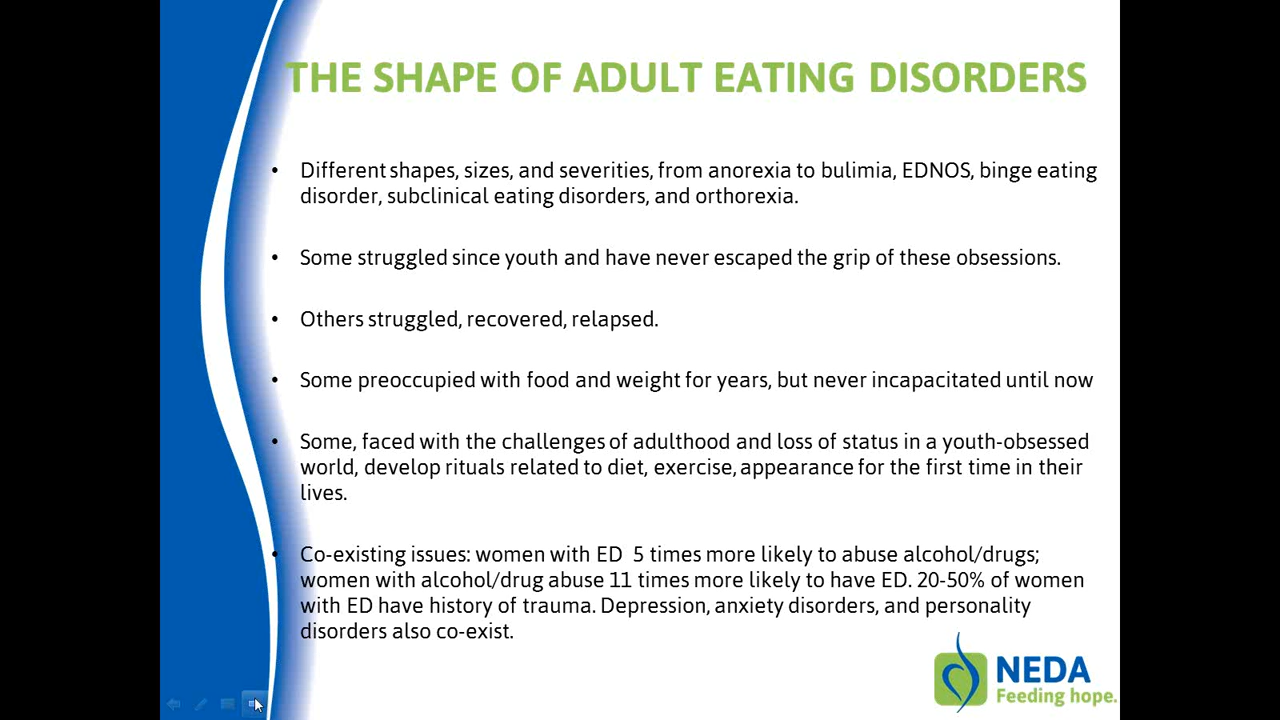 THE SHAPE OF ADULT EATING DISORDERS
• Different shapes, sizes, and severities, from anorexia to bulimia, EDNOS, binge eating
disorder, subclinical eating disorders, and orthorexia.
• Some struggled since youth and have never escaped the grip of these obsessions.
• Others struggled, recovered, relapsed.
• Some preoccupied with food and weight for years, but never incapacitated until now
• Some, faced with the challenges of adulthood and loss of status in a youth-obsessed
world, develop rituals related to diet, exercise, appearance for the first time in their
lives.
• Co-existing issues: women with ED 5 times more likely to abuse alcohol/drugs;
women with alcohol/drug abuse 11 times more likely to have ED. 20-50% of women
with ED have history of trauma. Depression, anxiety disorders, and personality
disorders also co-exist.
NEDA
Feeding hope.